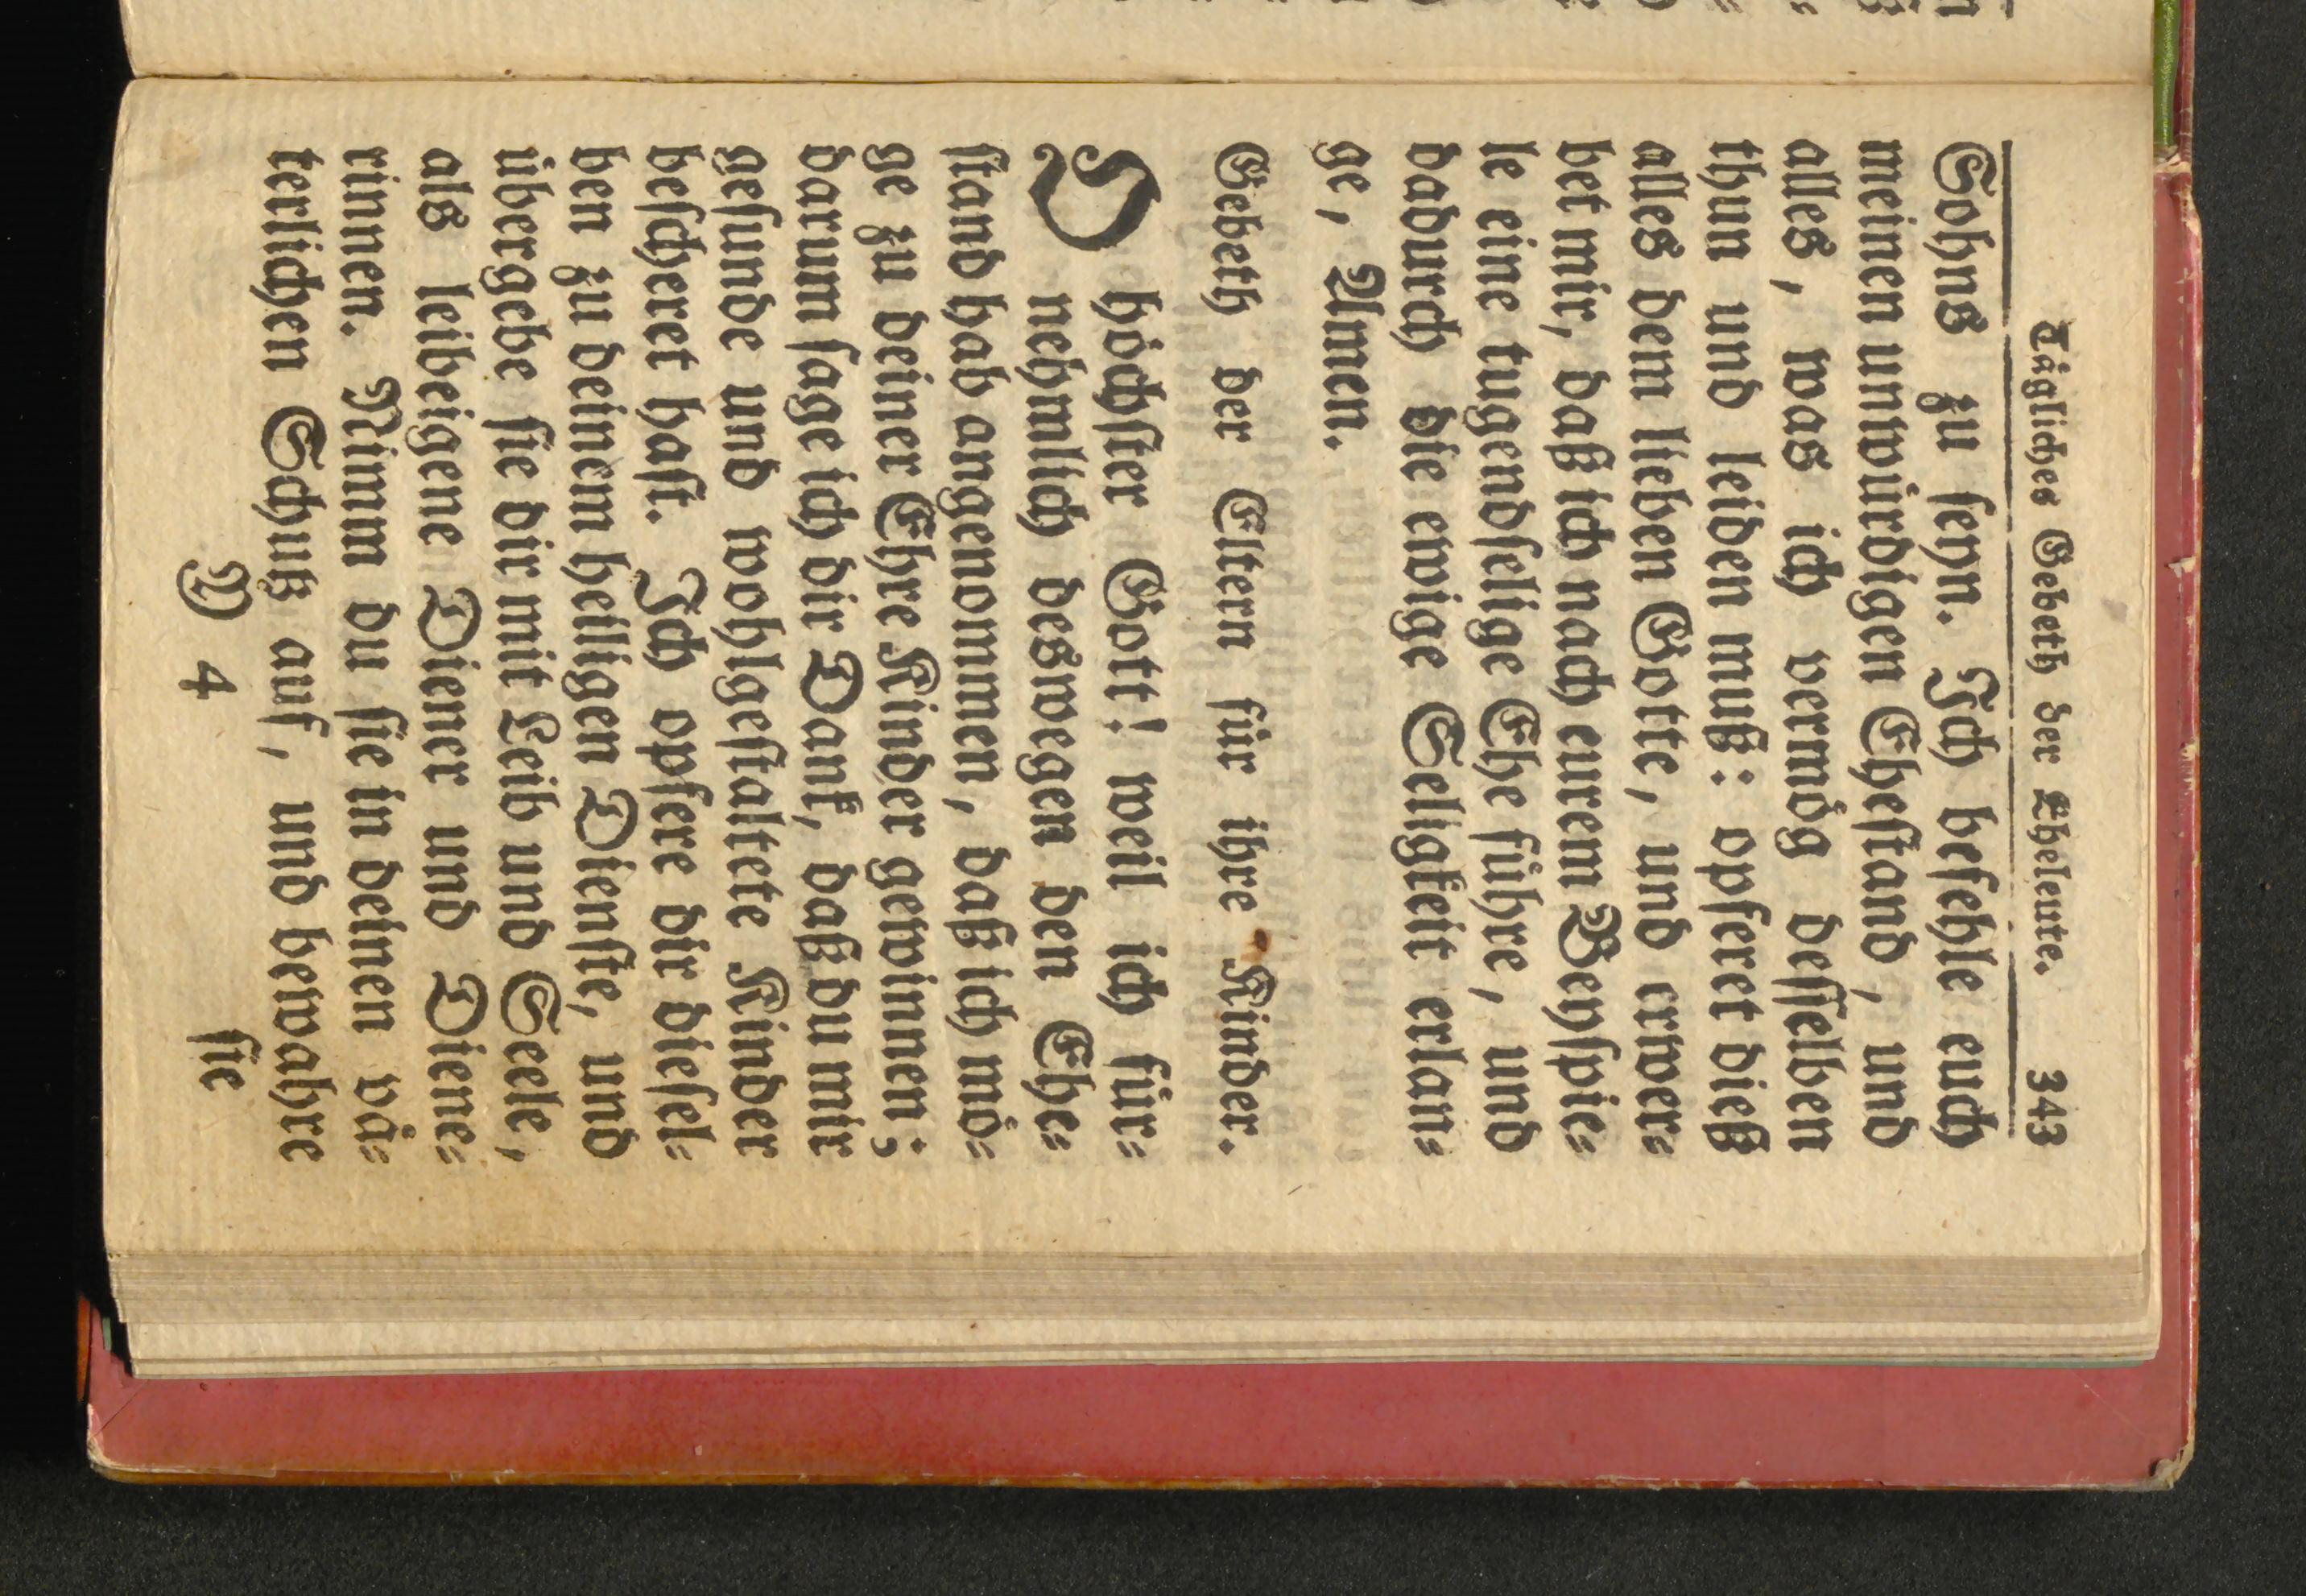 Tägliches Gebeth der Eheleute. 343
Sohns zu seyn. Ich befehle euch
meinen unwürdigen Ehestand, und
alles, was ich vermög desselben
thun und leiden muß: opferet dieß
alles dem lieben Gotte, und erwer⸗
bet mir, daß ich nach eurem Beyspie⸗
le eine tugendselige Ehe führe, und
dadurch die ewige Seligkeit erlan⸗
ge, Amen.
Gebeth der Eltern für ihre Kinder.
O höchster Gott! weil ich für⸗
nehmlich deswegen den Ehe⸗
stand hab angenommen, daß ich mö⸗
ge zu deiner Ehre Kinder gewinnen;
darum sage ich dir Dank, daß du mir
gesunde und wohlgestaltete Kinder
bescheret hast. Ich opfere dir diesel⸗
ben zu deinem heiligen Dienste, und
übergebe sie dir mit Leib und Seele,
als leibeigene Diener und Diene⸗
rinnen. Nimm du sie in deinen vä⸗
terlichen Schuß auf, und bewahre
Y 4 sie